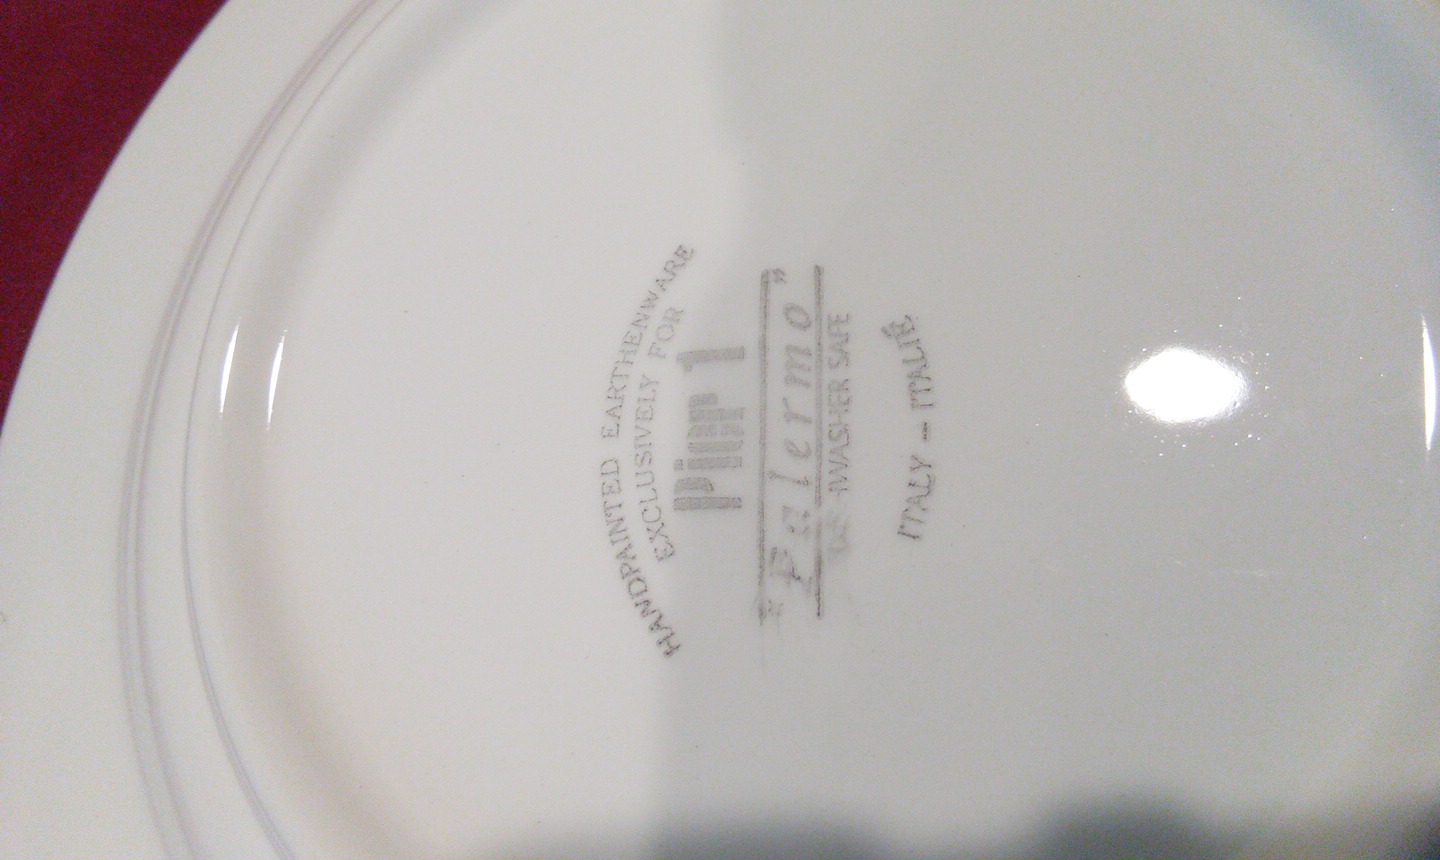 HANDPAINTED EARTHENWARE
EXCLUSIVELY FOR
Pier 1
"Palermo"
WASHER SAFE
ITALY - ITALIE